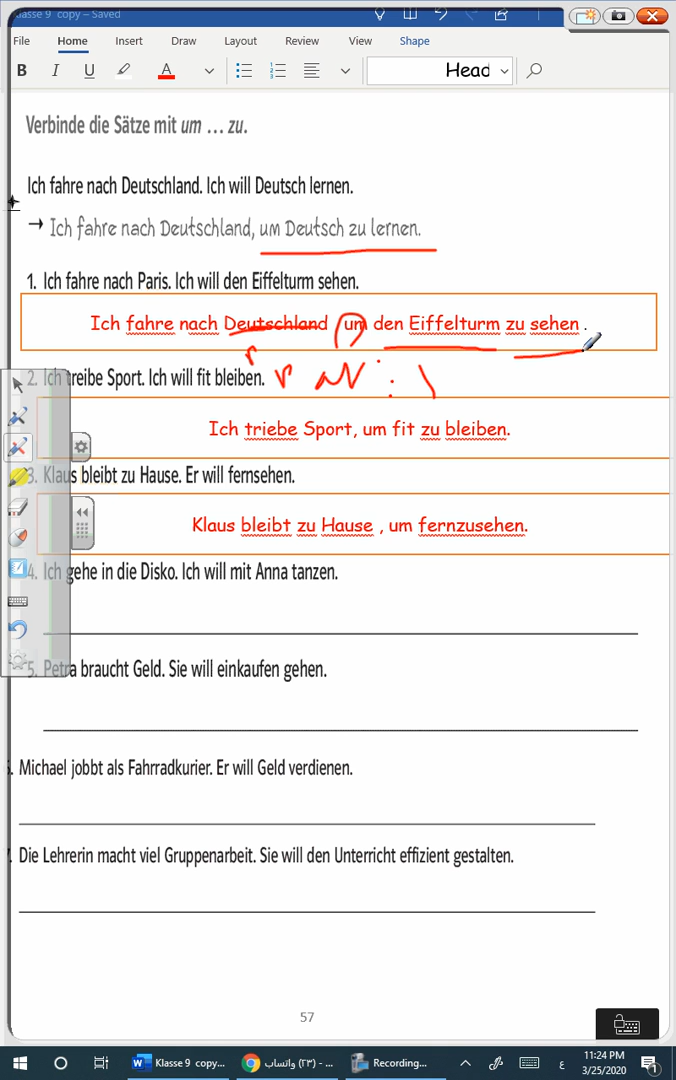 Klasse 9 copy – Saved
File Home Insert Draw Layout Review View Shape
B I U A Head
Verbinde die Sätze mit um … zu.
Ich fahre nach Deutschland. Ich will Deutsch lernen.
→ Ich fahre nach Deutschland, um Deutsch zu lernen.
1. Ich fahre nach Paris. Ich will den Eiffelturm sehen.
Ich fahre nach Deutschland um den Eiffelturm zu sehen .
2. Ich treibe Sport. Ich will fit bleiben.
Ich triebe Sport, um fit zu bleiben.
3. Klaus bleibt zu Hause. Er will fernsehen.
Klaus bleibt zu Hause , um fernzusehen.
4. Ich gehe in die Disko. Ich will mit Anna tanzen.
5. Petra braucht Geld. Sie will einkaufen gehen.
. Michael jobbt als Fahrradkurier. Er will Geld verdienen.
. Die Lehrerin macht viel Gruppenarbeit. Sie will den Unterricht effizient gestalten.
57
Klasse 9 copy... (٢٣) واتساب - ... Recording... ع 11:24 PM
3/25/2020 1